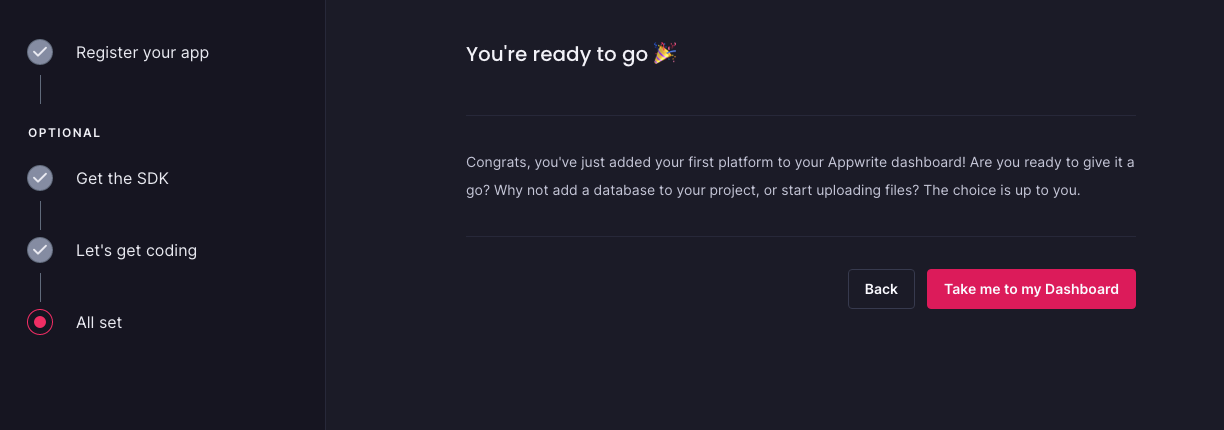 Register your app
OPTIONAL
Get the SDK
Let's get coding
All set
You're ready to go 🎉
Congrats, you've just added your first platform to your Appwrite dashboard! Are you ready to give it a
go? Why not add a database to your project, or start uploading files? The choice is up to you.
Back
Take me to my Dashboard